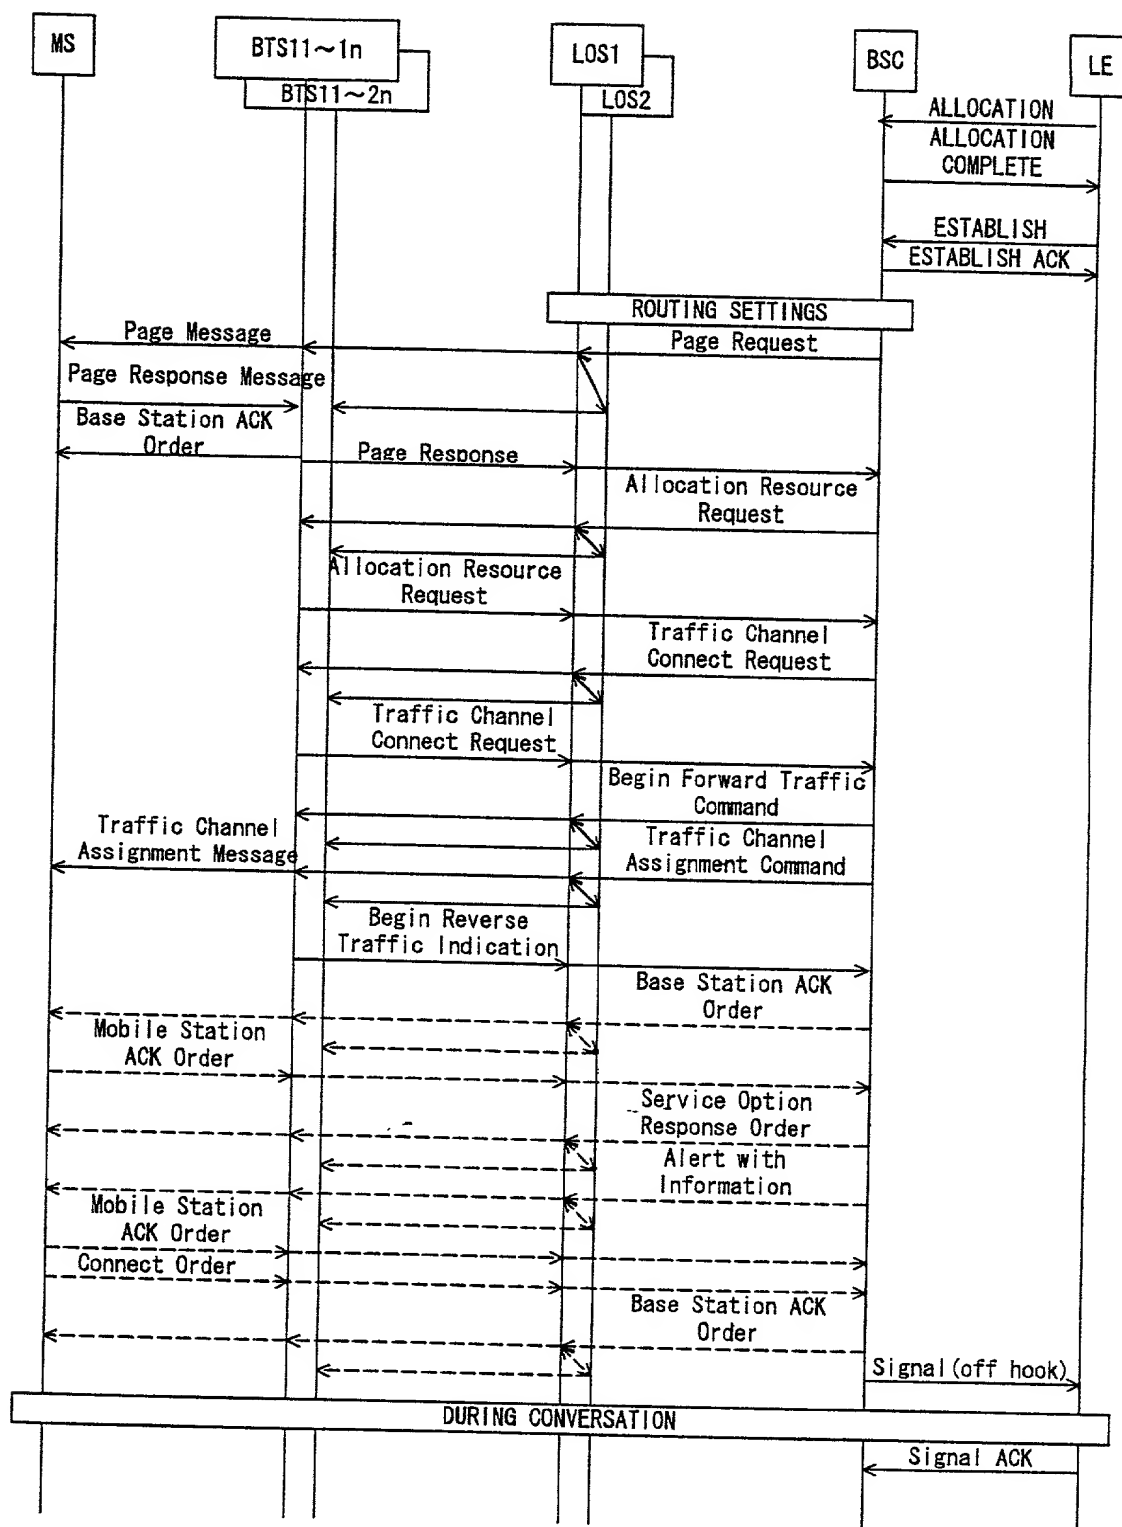 MS
BTS11~1n
BTS11~2n
LOS1
LOS2
BSC
LE
ALLOCATION
ALLOCATION
COMPLETE
ESTABLISH
ESTABLISH ACK
ROUTING SETTINGS
Page Message
Page Request
Page Response Message
Base Station ACK
Order
Page Response
Allocation Resource
Request
Allocation Resource
Request
Traffic Channel
Connect Request
Traffic Channel
Connect Request
Begin Forward Traffic
Command
Traffic Channel
Assignment Message
Traffic Channel
Assignment Command
Begin Reverse
Traffic Indication
Base Station ACK
Order
Mobile Station
ACK Order
Service Option
Response Order
Alert with
Information
Mobile Station
ACK Order
Connect Order
Base Station ACK
Order
Signal(off hook)
DURING CONVERSATION
Signal ACK